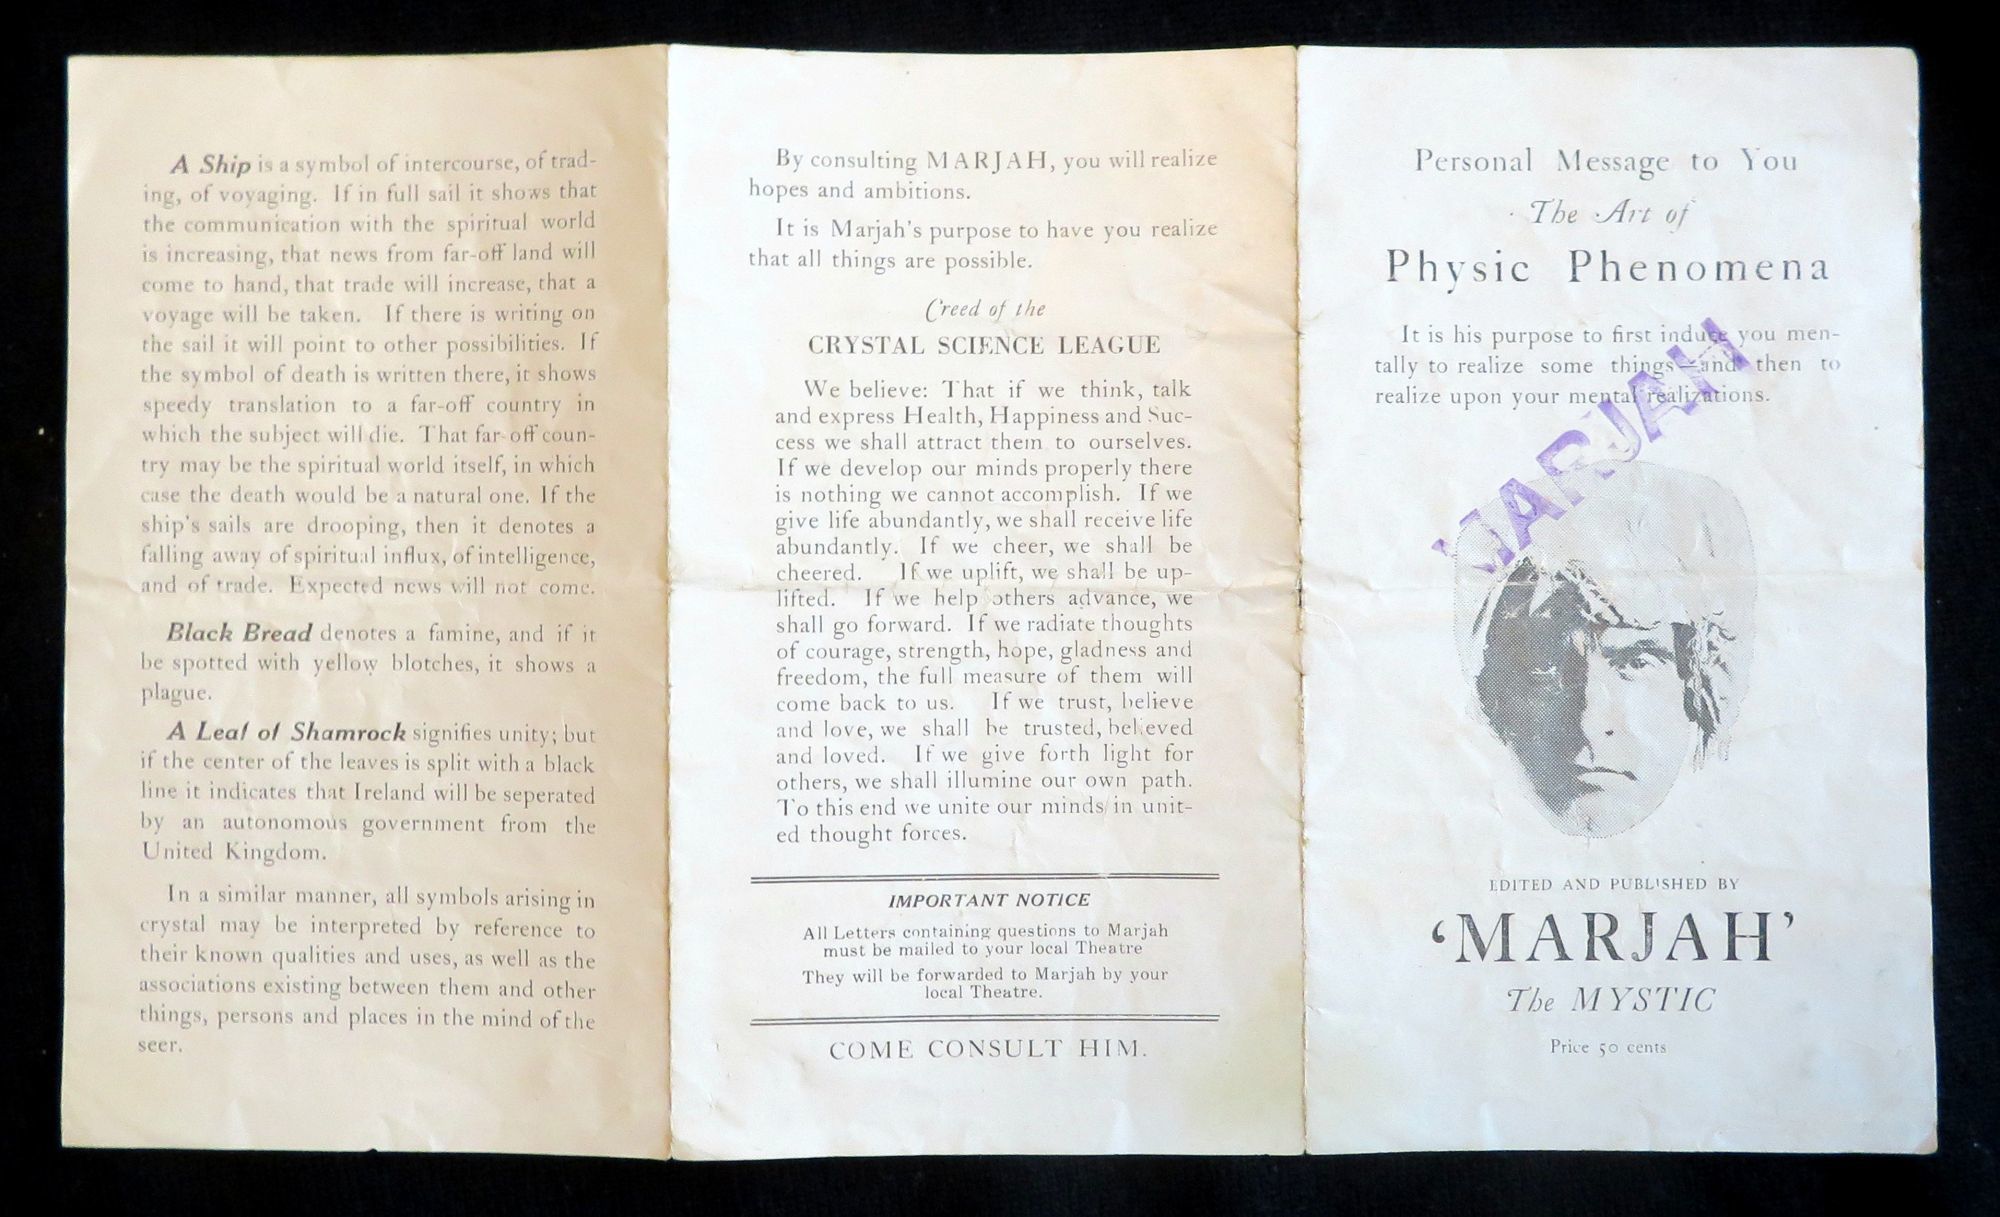 A Ship is a symbol of intercourse, of trad-
ing, of voyaging. If in full sail it shows that
the communication with the spiritual world
is increasing, that news from far-off land will
come to hand, that trade will increase, that a
voyage will be taken. If there is writing on
the sail it will point to other possibilities. If
the symbol of death is written there, it shows
speedy translation to a far-off country in
which the subject will die. That far-off coun-
try may be the spiritual world itself, in which
case the death would be a natural one. If the
ship's sails are drooping, then it denotes a
falling away of spiritual influx, of intelligence,
and of trade. Expected news will not come.
Black Bread denotes a famine, and if it
be spotted with yellow blotches, it shows a
plague.
A Leaf of Shamrock signifies unity; but
if the center of the leaves is split with a black
line it indicates that Ireland will be seperated
by an autonomous government from the
United Kingdom.
In a similar manner, all symbols arising in
crystal may be interpreted by reference to
their known qualities and uses, as well as the
associations existing between them and other
things, persons and places in the mind of the
seer.
By consulting MARJAH, you will realize
hopes and ambitions.
It is Marjah's purpose to have you realize
that all things are possible.
Creed of the
CRYSTAL SCIENCE LEAGUE
We believe: That if we think, talk
and express Health, Happiness and Suc-
cess we shall attract them to ourselves.
If we develop our minds properly there
is nothing we cannot accomplish. If we
give life abundantly, we shall receive life
abundantly. If we cheer, we shall be
cheered. If we uplift, we shall be up-
lifted. If we help others advance, we
shall go forward. If we radiate thoughts
of courage, strength, hope, gladness and
freedom, the full measure of them will
come back to us. If we trust, believe
and love, we shall be trusted, believed
and loved. If we give forth light for
others, we shall illumine our own path.
To this end we unite our minds in unit-
ed thought forces.
IMPORTANT NOTICE
All Letters containing questions to Marjah
must be mailed to your local Theatre
They will be forwarded to Marjah by your
local Theatre.
COME CONSULT HIM.
Personal Message to You
The Art of
Physic Phenomena
It is his purpose to first induce you men-
tally to realize some things—and then to
realize upon your mental realizations.
MARJAH
EDITED AND PUBLISHED BY
'MARJAH'
The MYSTIC
Price 50 cents